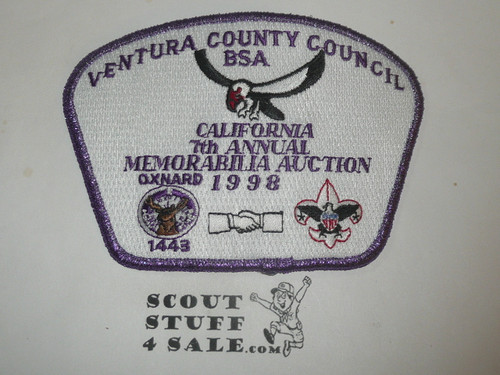 VENTURA COUNTY COUNCIL
BSA
CALIFORNIA
7th ANNUAL
MEMORABILIA AUCTION
OXNARD 1998
1443
SCOUT
STUFF
4 SALE.COM